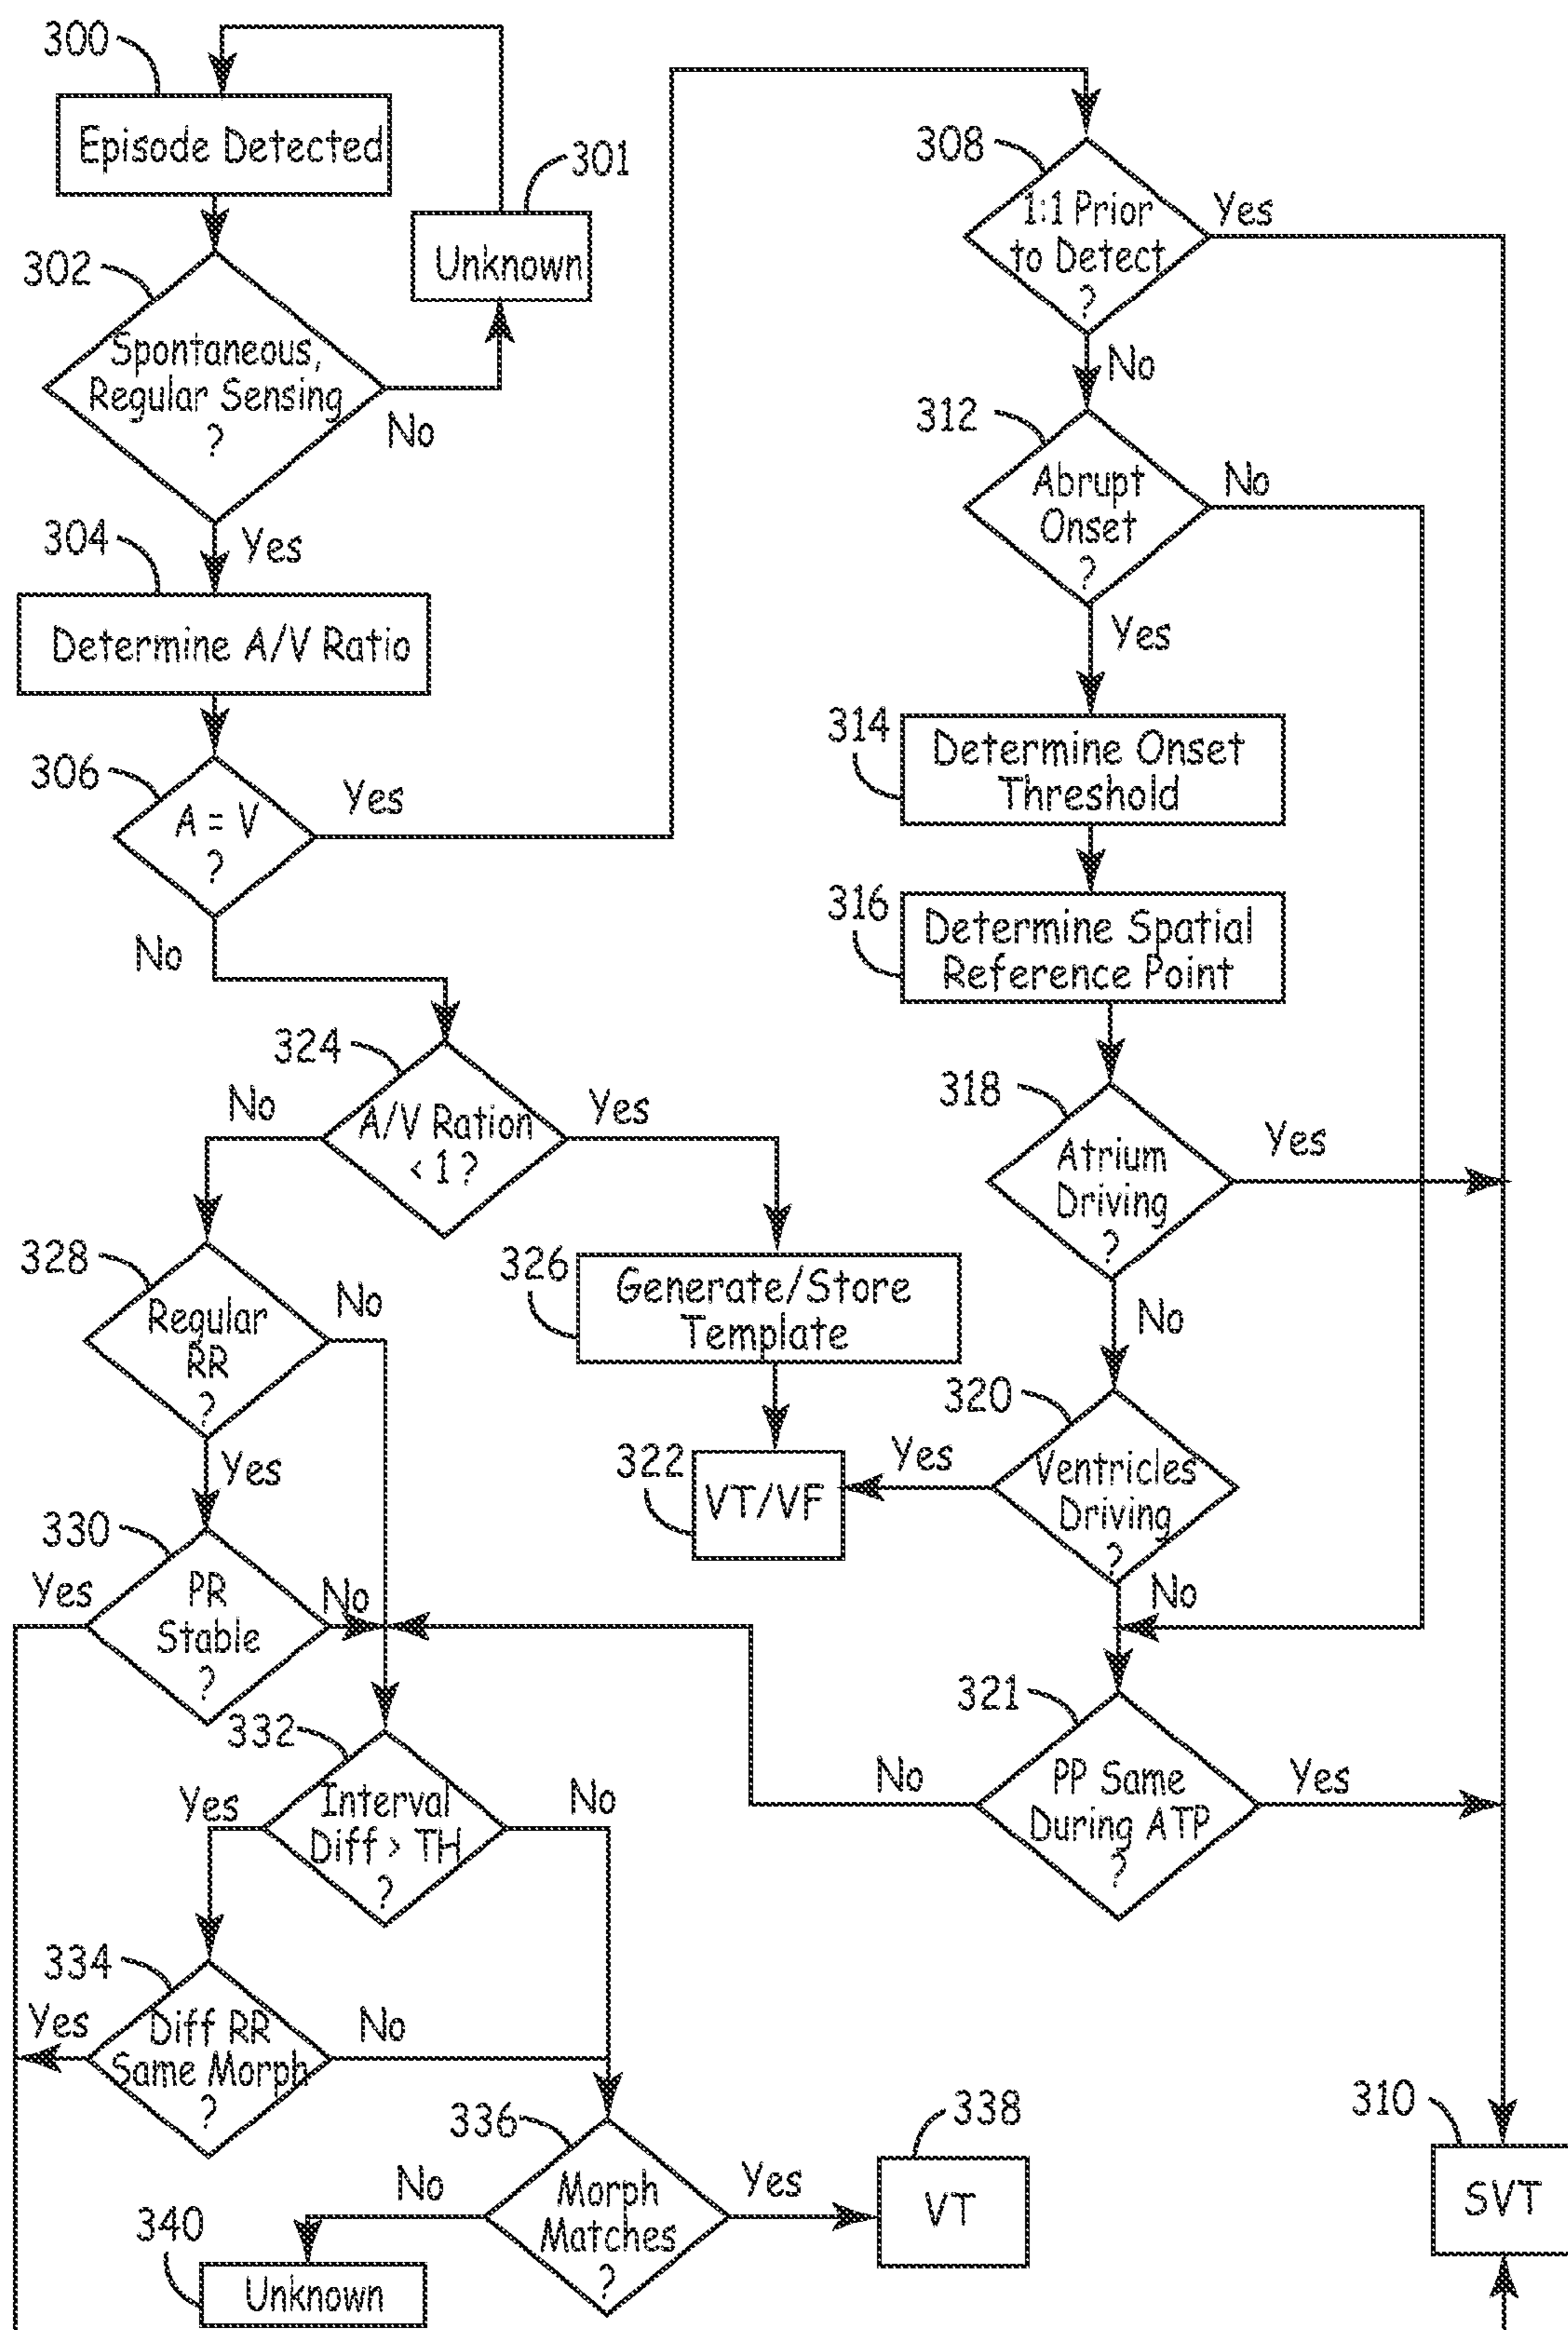 300
Episode Detected
301
Unknown
302
Spontaneous,
Regular Sensing
?
No
Yes
304
Determine A/V Ratio
306
A = V
?
Yes
No
308
1:1 Prior
to Detect
?
Yes
No
312
Abrupt
Onset
?
No
Yes
314
Determine Onset
Threshold
316
Determine Spatial
Reference Point
318
Atrium
Driving
?
Yes
No
320
Ventricles
Driving
?
Yes
No
321
PP Same
During ATP
?
No
Yes
324
A/V Ration
< 1 ?
No
Yes
326
Generate/Store
Template
322
VT/VF
328
Regular
RR
?
No
Yes
330
PR
Stable
?
Yes
No
332
Interval
Diff > TH
?
Yes
No
334
Diff RR
Same Morph
?
Yes
No
336
Morph
Matches
?
No
Yes
338
VT
340
Unknown
310
SVT